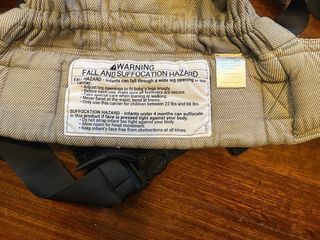 ⚠WARNING
FALL AND SUFFOCATION HAZARD
FALL HAZARD - Infants can fall through a wide leg opening or out of
carrier.
• Adjust leg openings to fit baby's legs snugly.
• Before each use, make sure all fasteners are secure.
• Take special care when leaning or walking.
• Never bend at the waist; bend at knees.
• Only use this carrier for children between 22 lbs and 66 lbs
SUFFOCATION HAZARD - Infants under 4 months can suffocate
in this product if face is pressed tight against your body.
• Do not strap infant too tight against your body.
• Allow room for head movement.
• Keep infant's face free from obstructions at all times.